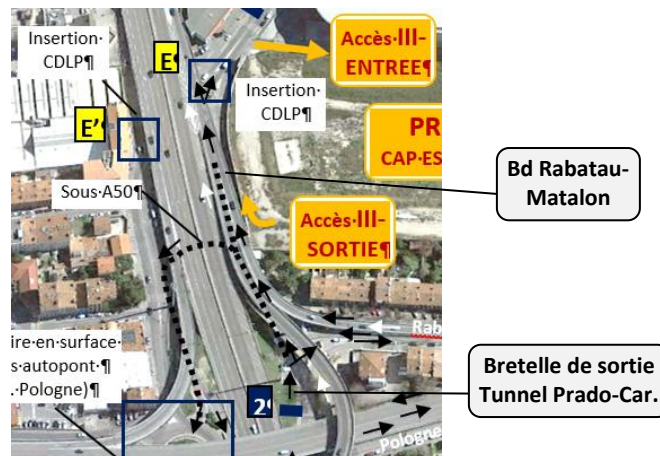 Insertion·
CDLP¶
E
Accès·III-
ENTREE¶
Insertion·
CDLP¶
E'
PR
CAP·ES
Bd Rabatau-
Matalon
Sous·A50¶
Accès·III-
SORTIE¶
Rab
ire·en·surface·
s·autopont·¶
.·Pologne)¶
Bretelle de sortie
Tunnel Prado-Car.
2
.Pologne